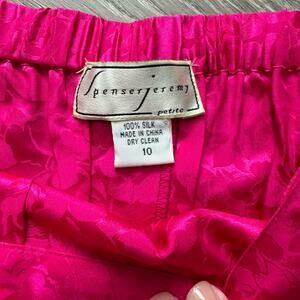 Spenser Jeremy
petite
100% SILK
MADE IN CHINA
DRY CLEAN
10